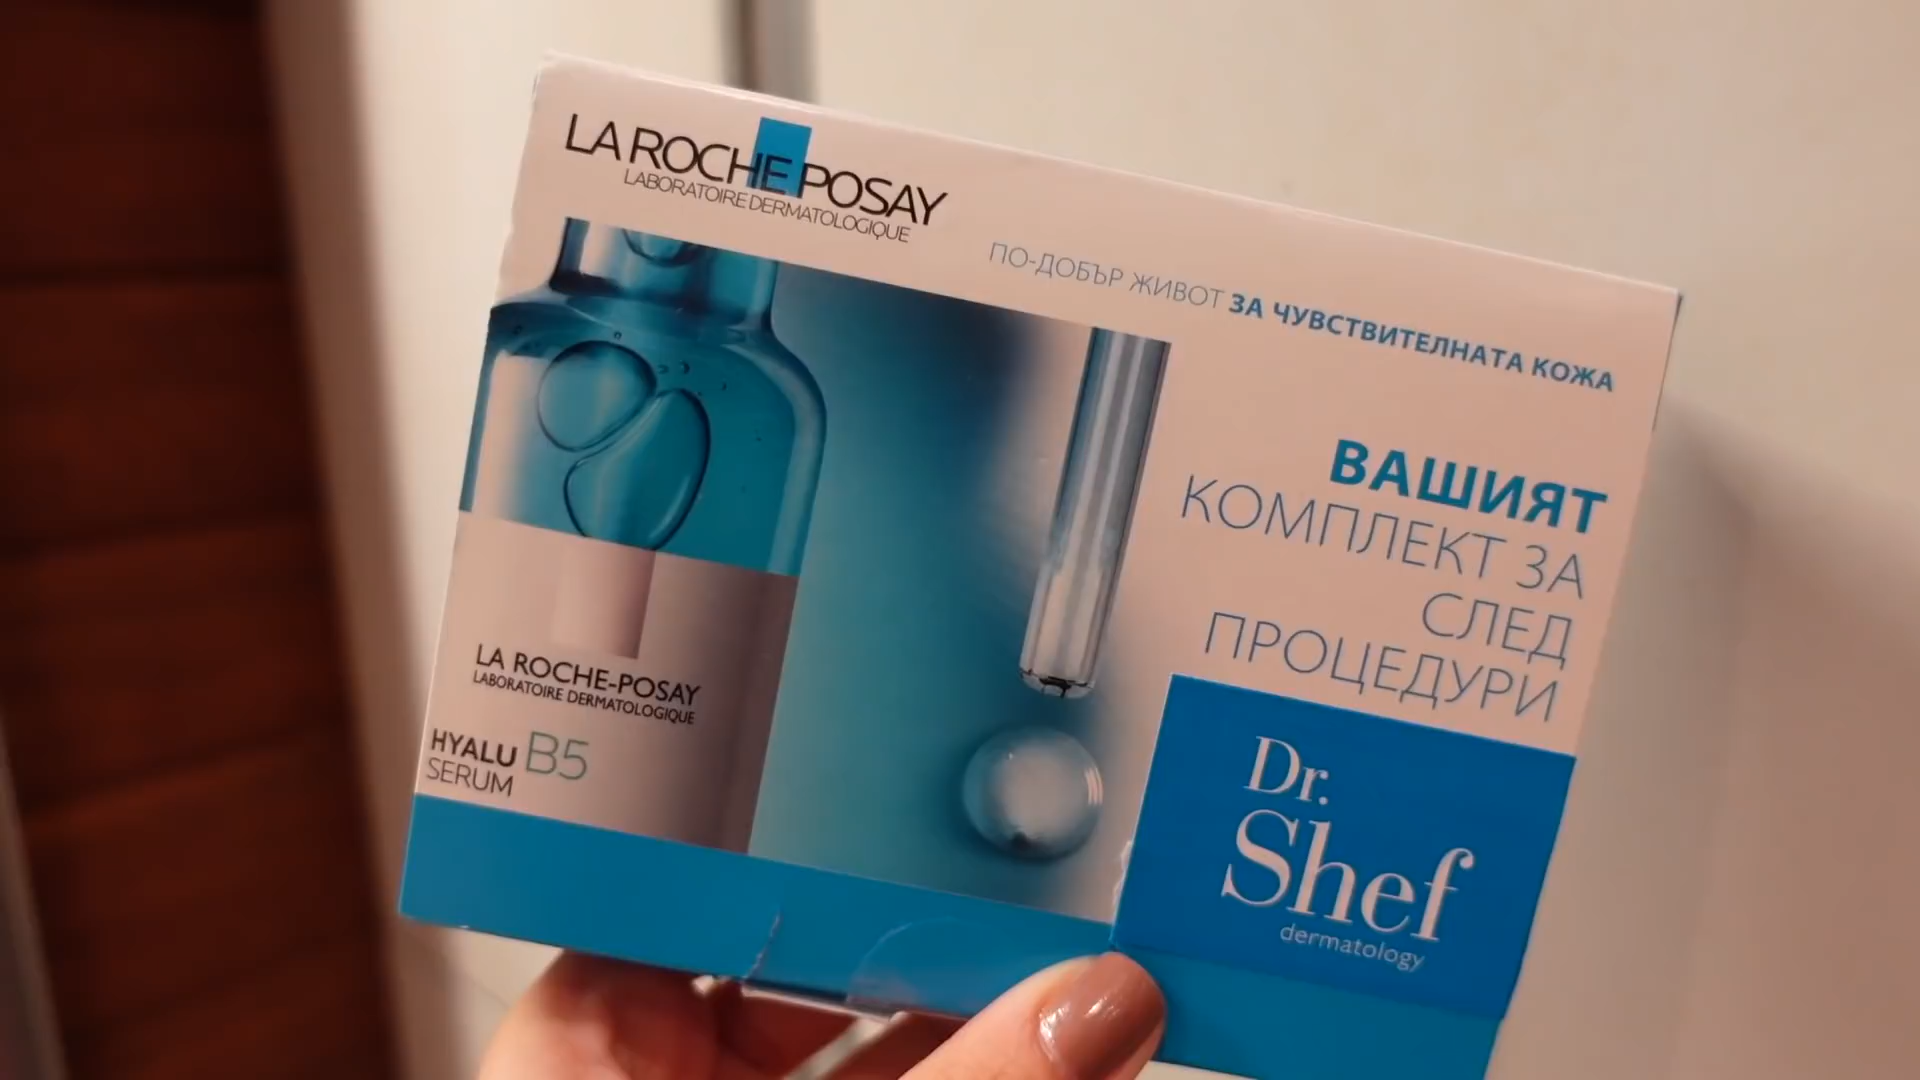 LA ROCHE POSAY
LABORATOIRE DERMATOLOGIQUE
ПО-ДОБЪР ЖИВОТ ЗА ЧУВСТВИТЕЛНАТА КОЖА
ВАШИЯТ
КОМПЛЕКТ ЗА
СЛЕД
ПРОЦЕДУРИ
LA ROCHE-POSAY
LABORATOIRE DERMATOLOGIQUE
HYALU B5
SERUM
Dr.
Shef
dermatology